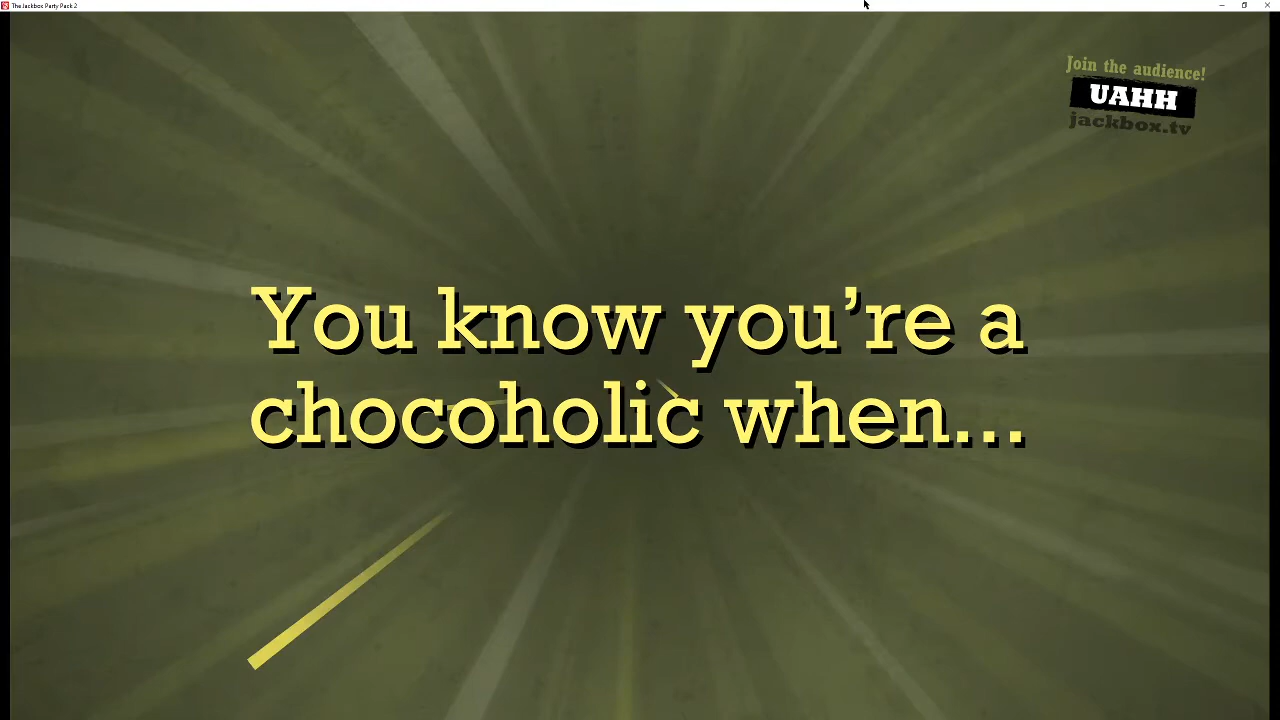 The Jackbox Party Pack 2
Join the audience!
UAHH
jackbox.tv
You know you’re a
chocoholic when...